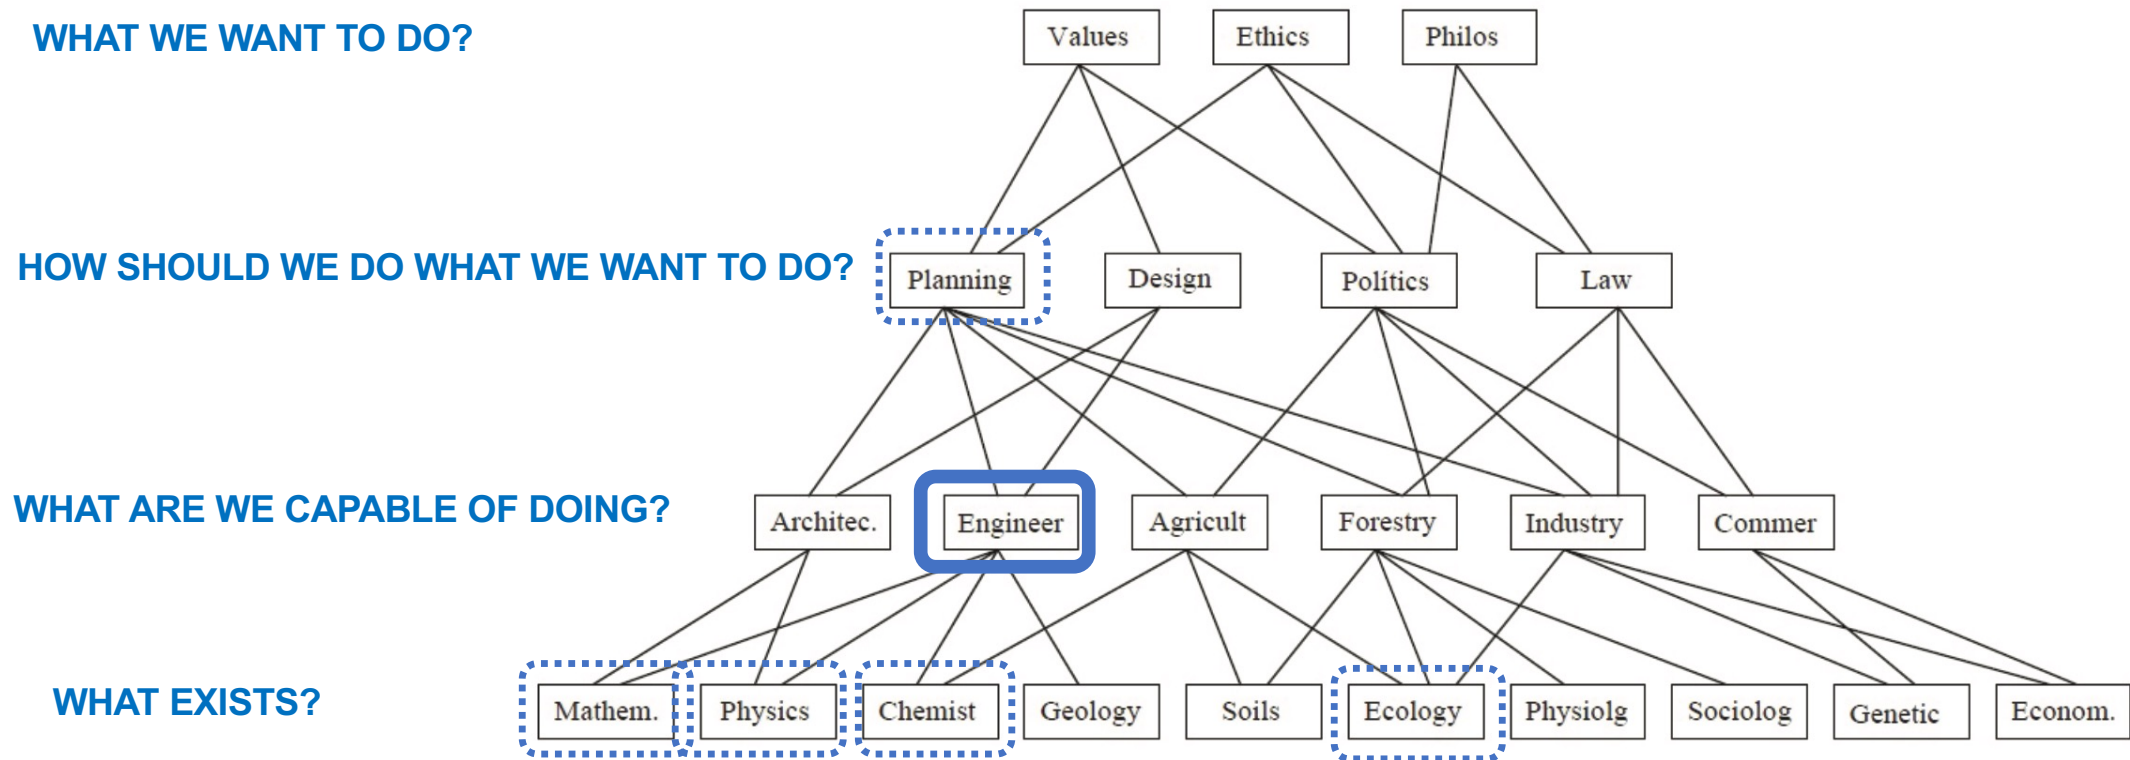 WHAT WE WANT TO DO?
Values
Ethics
Philos
HOW SHOULD WE DO WHAT WE WANT TO DO?
Planning
Design
Polítics
Law
WHAT ARE WE CAPABLE OF DOING?
Architec.
Engineer
Agricult
Forestry
Industry
Commer
WHAT EXISTS?
Mathem.
Physics
Chemist
Geology
Soils
Ecology
Physiolg
Sociolog
Genetic
Econom.